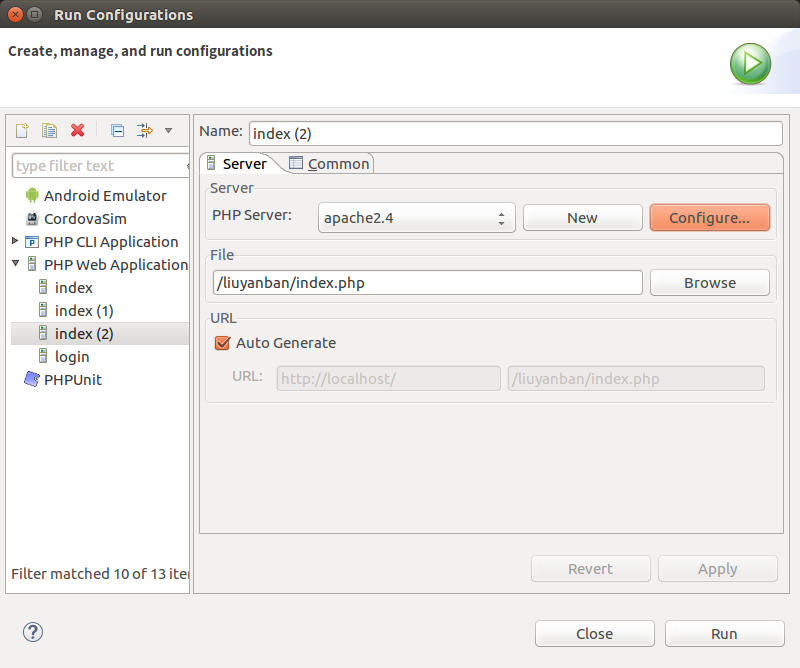 Run Configurations
Create, manage, and run configurations
type filter text
Android Emulator
CordovaSim
PHP CLI Application
PHP Web Application
index
index (1)
index (2)
login
PHPUnit
Filter matched 10 of 13 iter
Name: index (2)
Server Common
Server
PHP Server: apache2.4 New Configure...
File
/liuyanban/index.php Browse
URL
Auto Generate
URL: http://localhost/ /liuyanban/index.php
Revert Apply
? Close Run